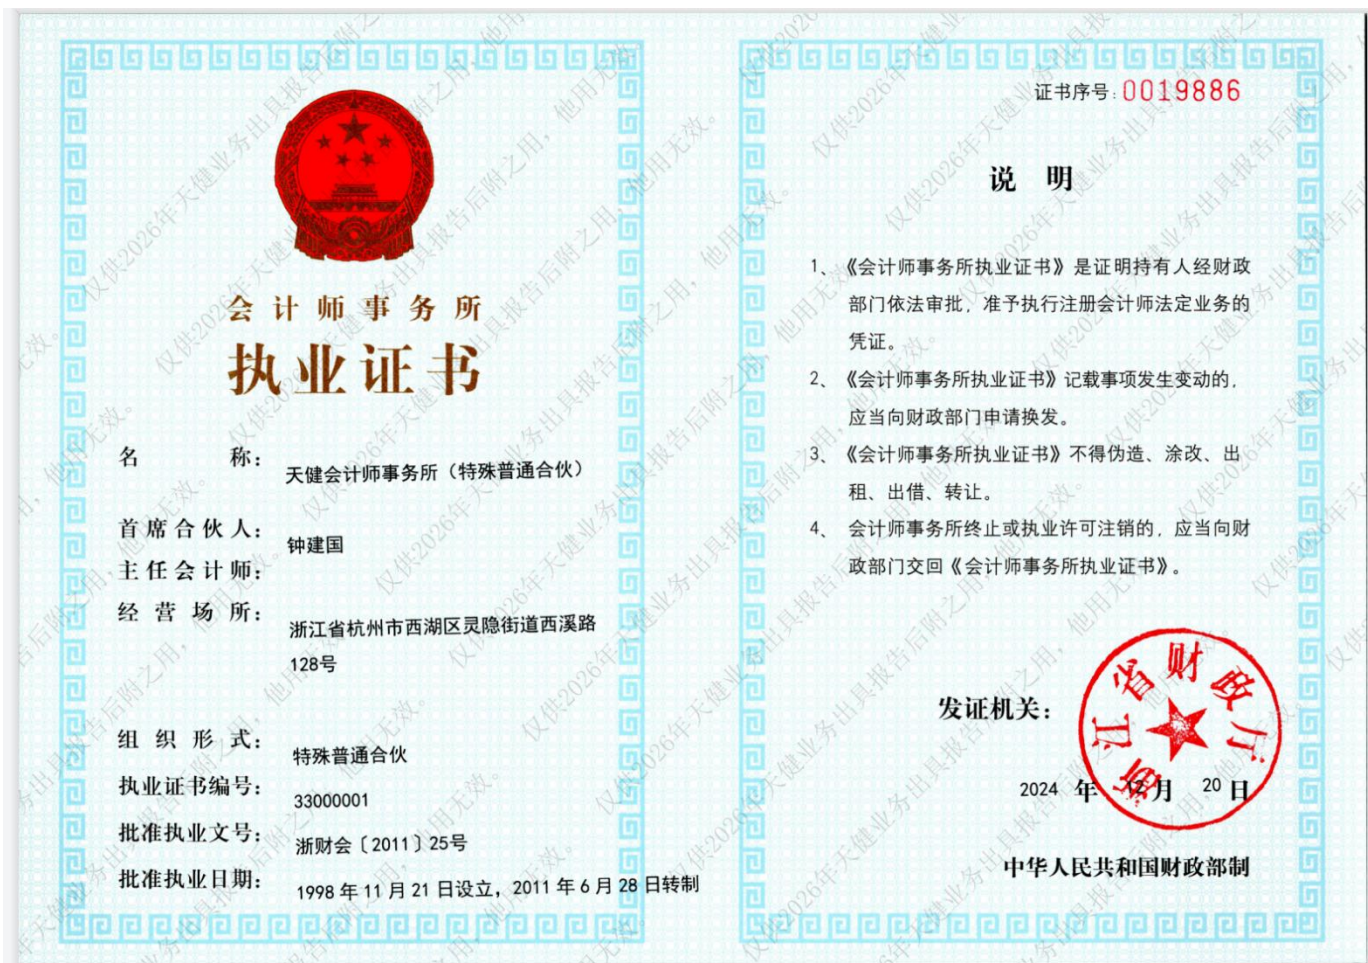 会计师事务所
执业证书
名称：
天健会计师事务所（特殊普通合伙）
首席合伙人：
钟建国
主任会计师：
经营场所：
浙江省杭州市西湖区灵隐街道西溪路
128号
组织形式：
特殊普通合伙
执业证书编号：
33000001
批准执业文号：
浙财会〔2011〕25号
批准执业日期：
1998年11月21日设立，2011年6月28日转制
证书序号：0019886
说 明
1、《会计师事务所执业证书》是证明持有人经财政
部门依法审批，准予执行注册会计师法定业务的
凭证。
2、《会计师事务所执业证书》记载事项发生变动的，
应当向财政部门申请换发。
3、《会计师事务所执业证书》不得伪造、涂改、出
租、出借、转让。
4、 会计师事务所终止或执业许可注销的，应当向财
政部门交回《会计师事务所执业证书》。
发证机关：
浙江省财政厅
2024 年 12月 20日
中华人民共和国财政部制
仅供2026年天健业务出具报告后附之用，他用无效。